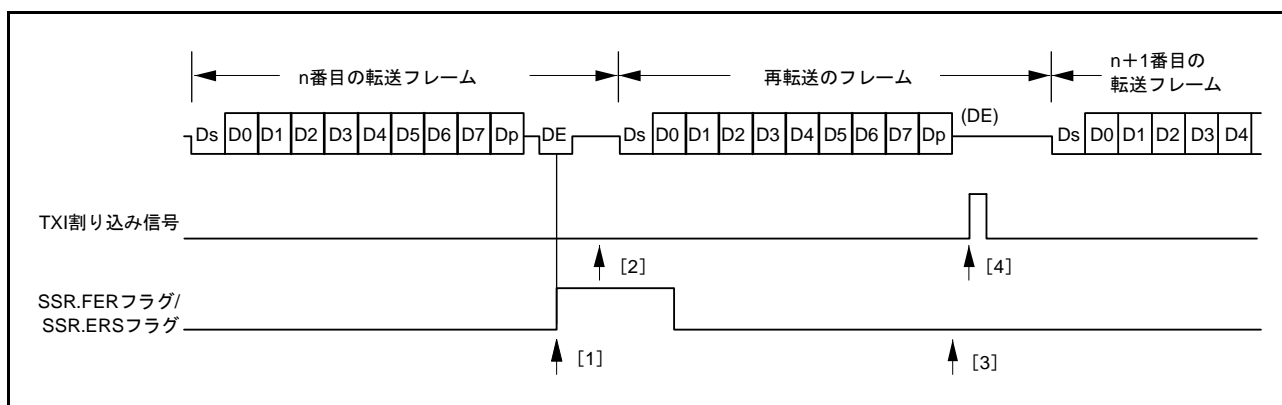 n番目の転送フレーム
再転送のフレーム
n+1番目の
転送フレーム
Ds D0 D1 D2 D3 D4 D5 D6 D7 Dp DE Ds D0 D1 D2 D3 D4 D5 D6 D7 Dp (DE) Ds D0 D1 D2 D3 D4
TXI割り込み信号
[2] [4]
SSR.FERフラグ/
SSR.ERSフラグ
[1] [3]